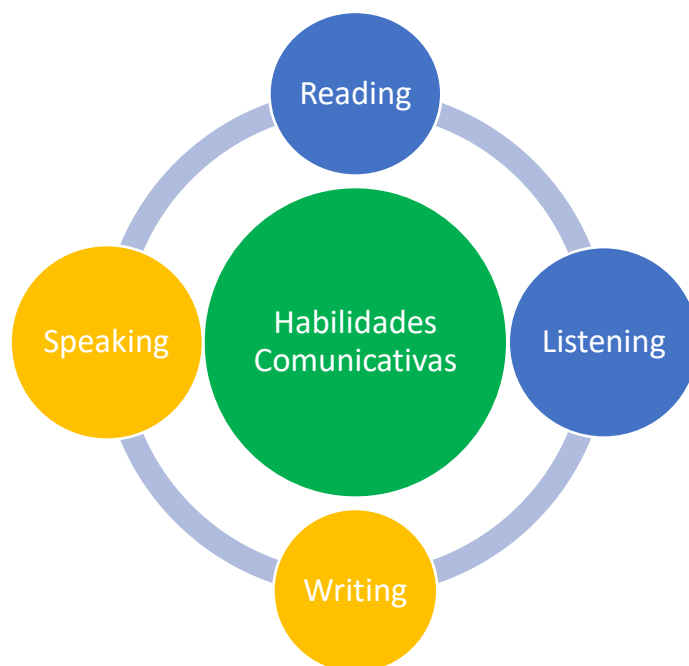 Reading
Speaking
Habilidades
Comunicativas
Listening
Writing